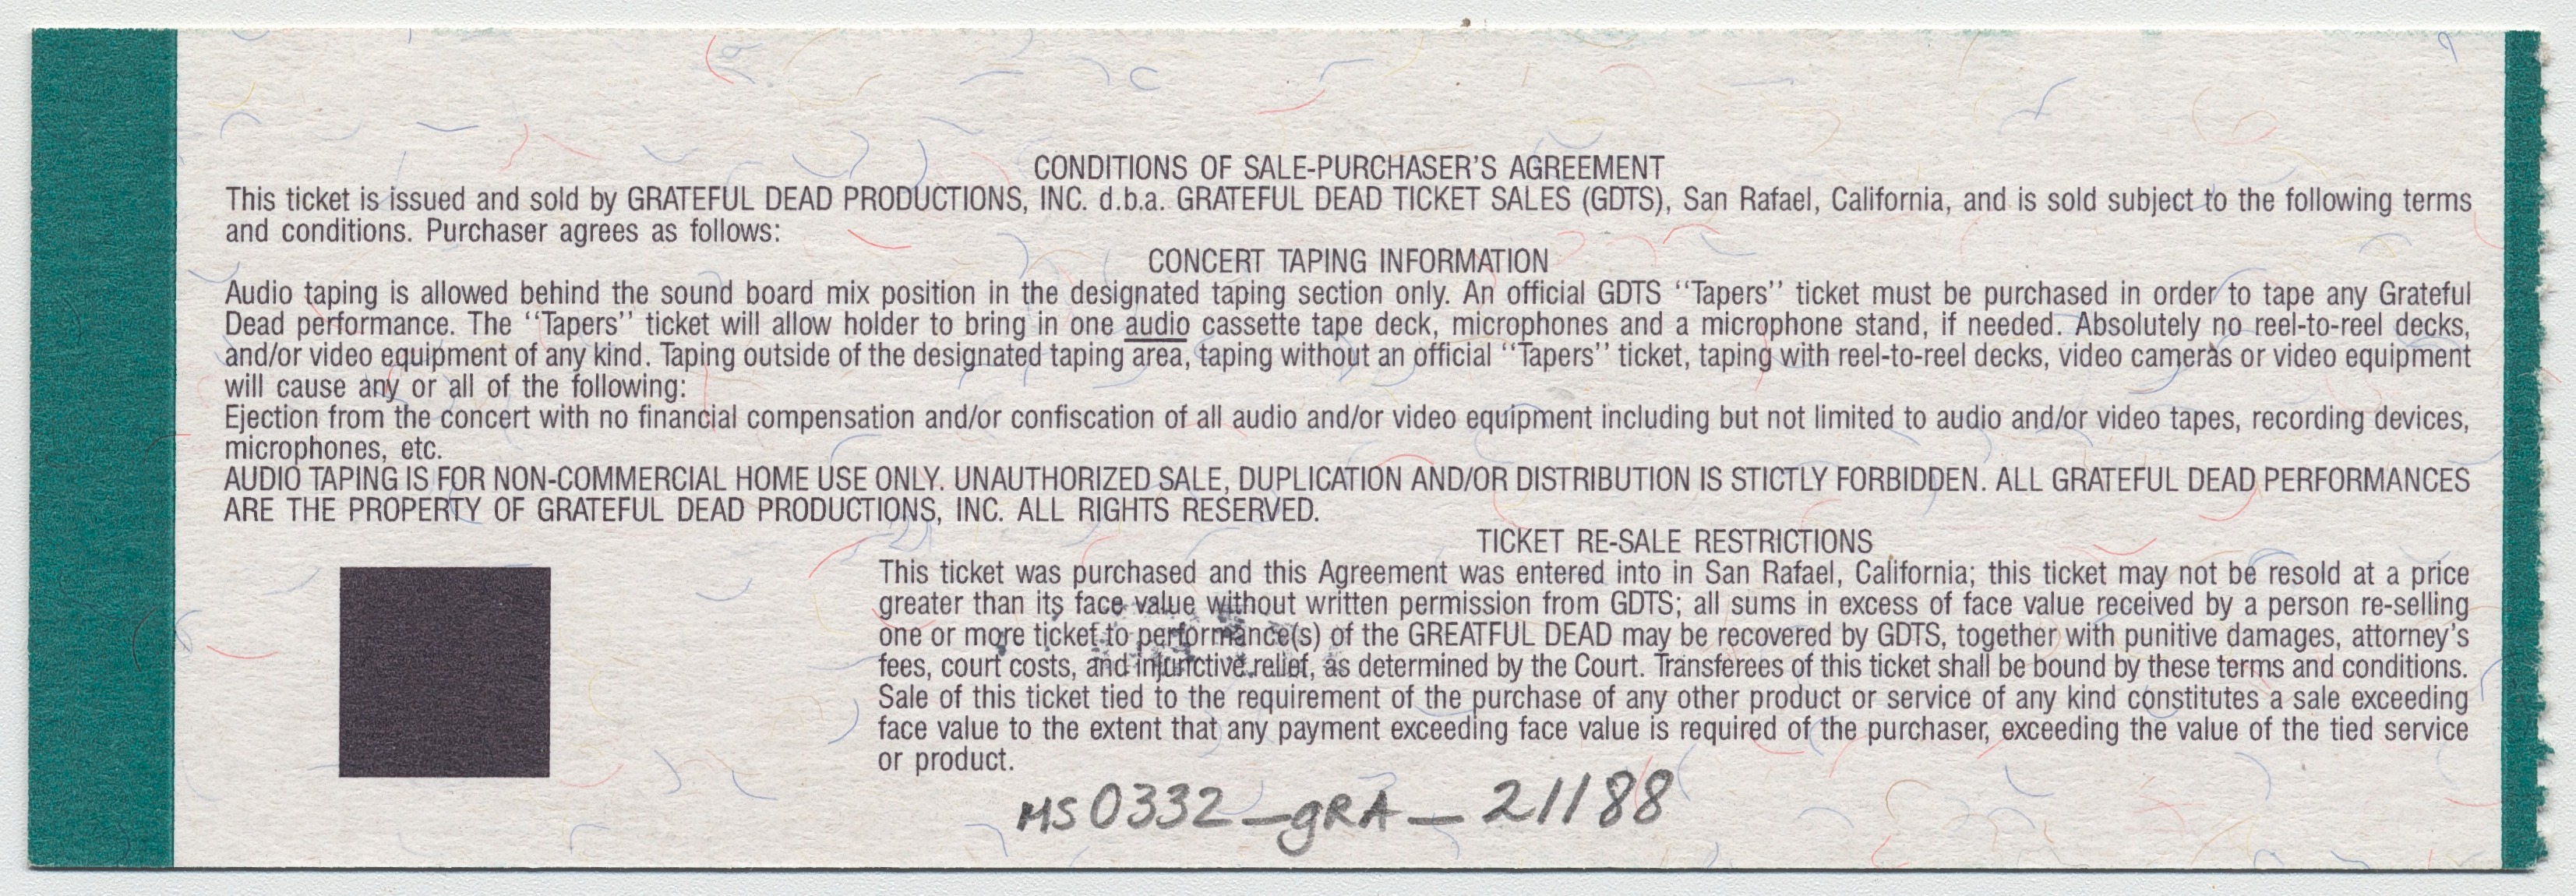 CONDITIONS OF SALE-PURCHASER'S AGREEMENT
This ticket is issued and sold by GRATEFUL DEAD PRODUCTIONS, INC. d.b.a. GRATEFUL DEAD TICKET SALES (GDTS), San Rafael, California, and is sold subject to the following terms
and conditions. Purchaser agrees as follows:
CONCERT TAPING INFORMATION
Audio taping is allowed behind the sound board mix position in the designated taping section only. An official GDTS ''Tapers'' ticket must be purchased in order to tape any Grateful
Dead performance. The ''Tapers'' ticket will allow holder to bring in one audio cassette tape deck, microphones and a microphone stand, if needed. Absolutely no reel-to-reel decks,
and/or video equipment of any kind. Taping outside of the designated taping area, taping without an official ''Tapers'' ticket, taping with reel-to-reel decks, video cameras or video equipment
will cause any or all of the following:
Ejection from the concert with no financial compensation and/or confiscation of all audio and/or video equipment including but not limited to audio and/or video tapes, recording devices,
microphones, etc.
AUDIO TAPING IS FOR NON-COMMERCIAL HOME USE ONLY. UNAUTHORIZED SALE, DUPLICATION AND/OR DISTRIBUTION IS STICTLY FORBIDDEN. ALL GRATEFUL DEAD PERFORMANCES
ARE THE PROPERTY OF GRATEFUL DEAD PRODUCTIONS, INC. ALL RIGHTS RESERVED.
TICKET RE-SALE RESTRICTIONS
This ticket was purchased and this Agreement was entered into in San Rafael, California; this ticket may not be resold at a price
greater than its face value without written permission from GDTS; all sums in excess of face value received by a person re-selling
one or more ticket to performance(s) of the GREATFUL DEAD may be recovered by GDTS, together with punitive damages, attorney's
fees, court costs, and injunctive relief, as determined by the Court. Transferees of this ticket shall be bound by these terms and conditions.
Sale of this ticket tied to the requirement of the purchase of any other product or service of any kind constitutes a sale exceeding
face value to the extent that any payment exceeding face value is required of the purchaser, exceeding the value of the tied service
or product.
MS0332_gRA_21188